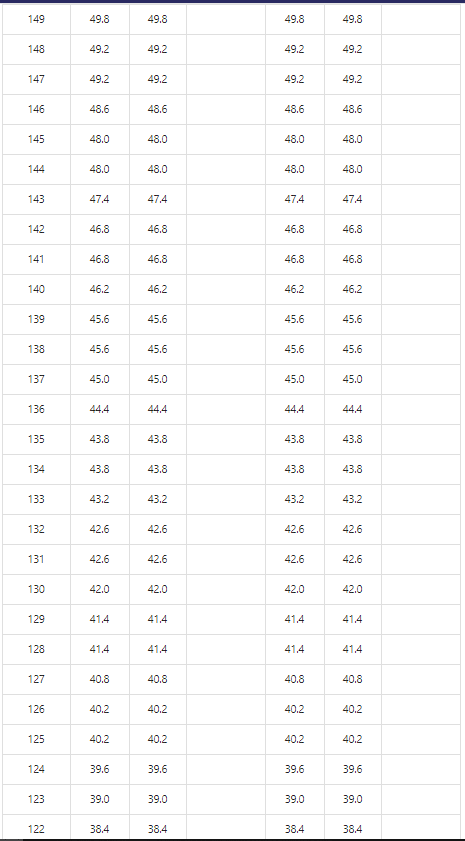 149 49.8 49.8 49.8 49.8
148 49.2 49.2 49.2 49.2
147 49.2 49.2 49.2 49.2
146 48.6 48.6 48.6 48.6
145 48.0 48.0 48.0 48.0
144 48.0 48.0 48.0 48.0
143 47.4 47.4 47.4 47.4
142 46.8 46.8 46.8 46.8
141 46.8 46.8 46.8 46.8
140 46.2 46.2 46.2 46.2
139 45.6 45.6 45.6 45.6
138 45.6 45.6 45.6 45.6
137 45.0 45.0 45.0 45.0
136 44.4 44.4 44.4 44.4
135 43.8 43.8 43.8 43.8
134 43.8 43.8 43.8 43.8
133 43.2 43.2 43.2 43.2
132 42.6 42.6 42.6 42.6
131 42.6 42.6 42.6 42.6
130 42.0 42.0 42.0 42.0
129 41.4 41.4 41.4 41.4
128 41.4 41.4 41.4 41.4
127 40.8 40.8 40.8 40.8
126 40.2 40.2 40.2 40.2
125 40.2 40.2 40.2 40.2
124 39.6 39.6 39.6 39.6
123 39.0 39.0 39.0 39.0
122 38.4 38.4 38.4 38.4